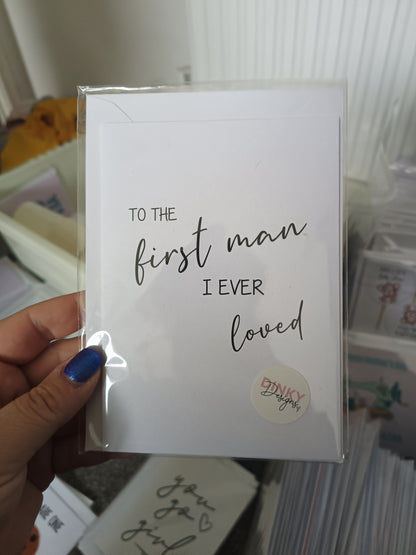 TO THE
first man
I EVER
loved
DINKY
Designs
you
go
girl